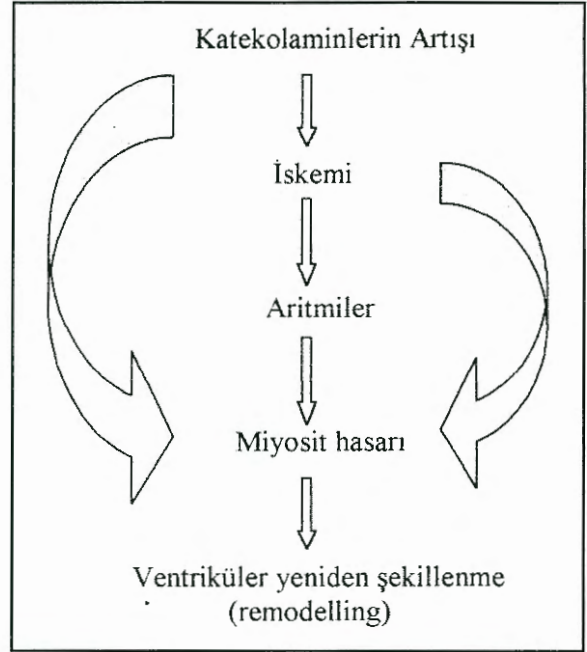 Katekolaminlerin Artışı
İskemi
Aritmiler
Miyosit hasarı
Ventriküler yeniden şekillenme
(remodelling)